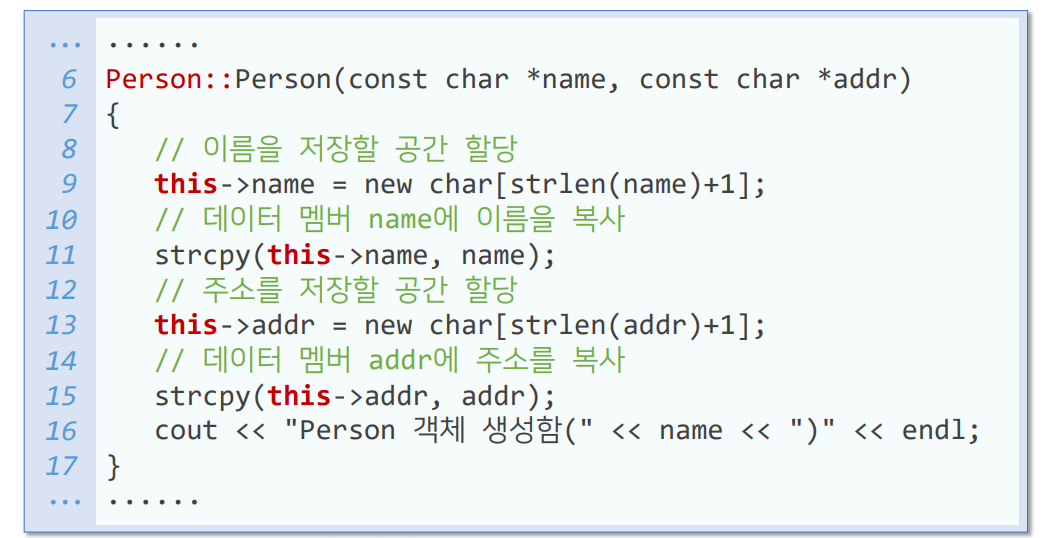 ... ......
6 Person::Person(const char *name, const char *addr)
7 {
8 // 이름을 저장할 공간 할당
9 this->name = new char[strlen(name)+1];
10 // 데이터 멤버 name에 이름을 복사
11 strcpy(this->name, name);
12 // 주소를 저장할 공간 할당
13 this->addr = new char[strlen(addr)+1];
14 // 데이터 멤버 addr에 주소를 복사
15 strcpy(this->addr, addr);
16 cout << "Person 객체 생성함(" << name << ")" << endl;
17 }
... ......